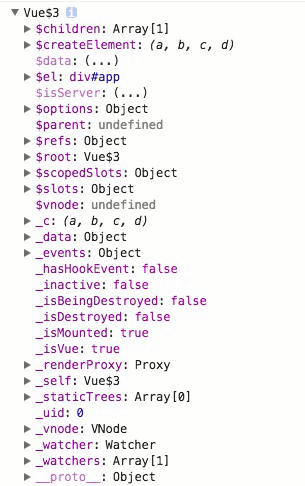 Vue$3 i
$children: Array[1]
$createElement: (a, b, c, d)
$data: (...)
$el: div#app
$isServer: (...)
$options: Object
$parent: undefined
$refs: Object
$root: Vue$3
$scopedSlots: Object
$slots: Object
$vnode: undefined
_c: (a, b, c, d)
_data: Object
_events: Object
_hasHookEvent: false
_inactive: false
_isBeingDestroyed: false
_isDestroyed: false
_isMounted: true
_isVue: true
_renderProxy: Proxy
_self: Vue$3
_staticTrees: Array[0]
_uid: 0
_vnode: VNode
_watcher: Watcher
_watchers: Array[1]
__proto__: Object